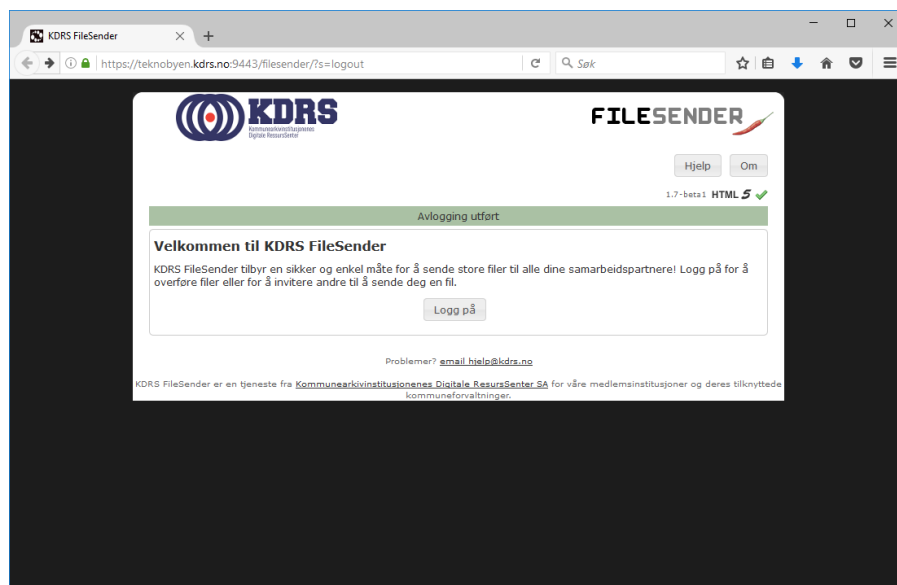 KDRS FileSender
https://teknobyen.kdrs.no:9443/filesender/?s=logout
Søk
KDRS
Kommunearkivinstitusjonenes
Digitale RessursSenter
FILESENDER
Hjelp
Om
1.7-beta1 HTML 5
Avlogging utført
Velkommen til KDRS FileSender
KDRS FileSender tilbyr en sikker og enkel måte for å sende store filer til alle dine samarbeidspartnere! Logg på for å
overføre filer eller for å invitere andre til å sende deg en fil.
Logg på
Problemer? email hjelp@kdrs.no
KDRS FileSender er en tjeneste fra Kommunearkivinstitusjonenes Digitale ResursSenter SA for våre medlemsinstitusjoner og deres tilknyttede
kommuneforvaltninger.